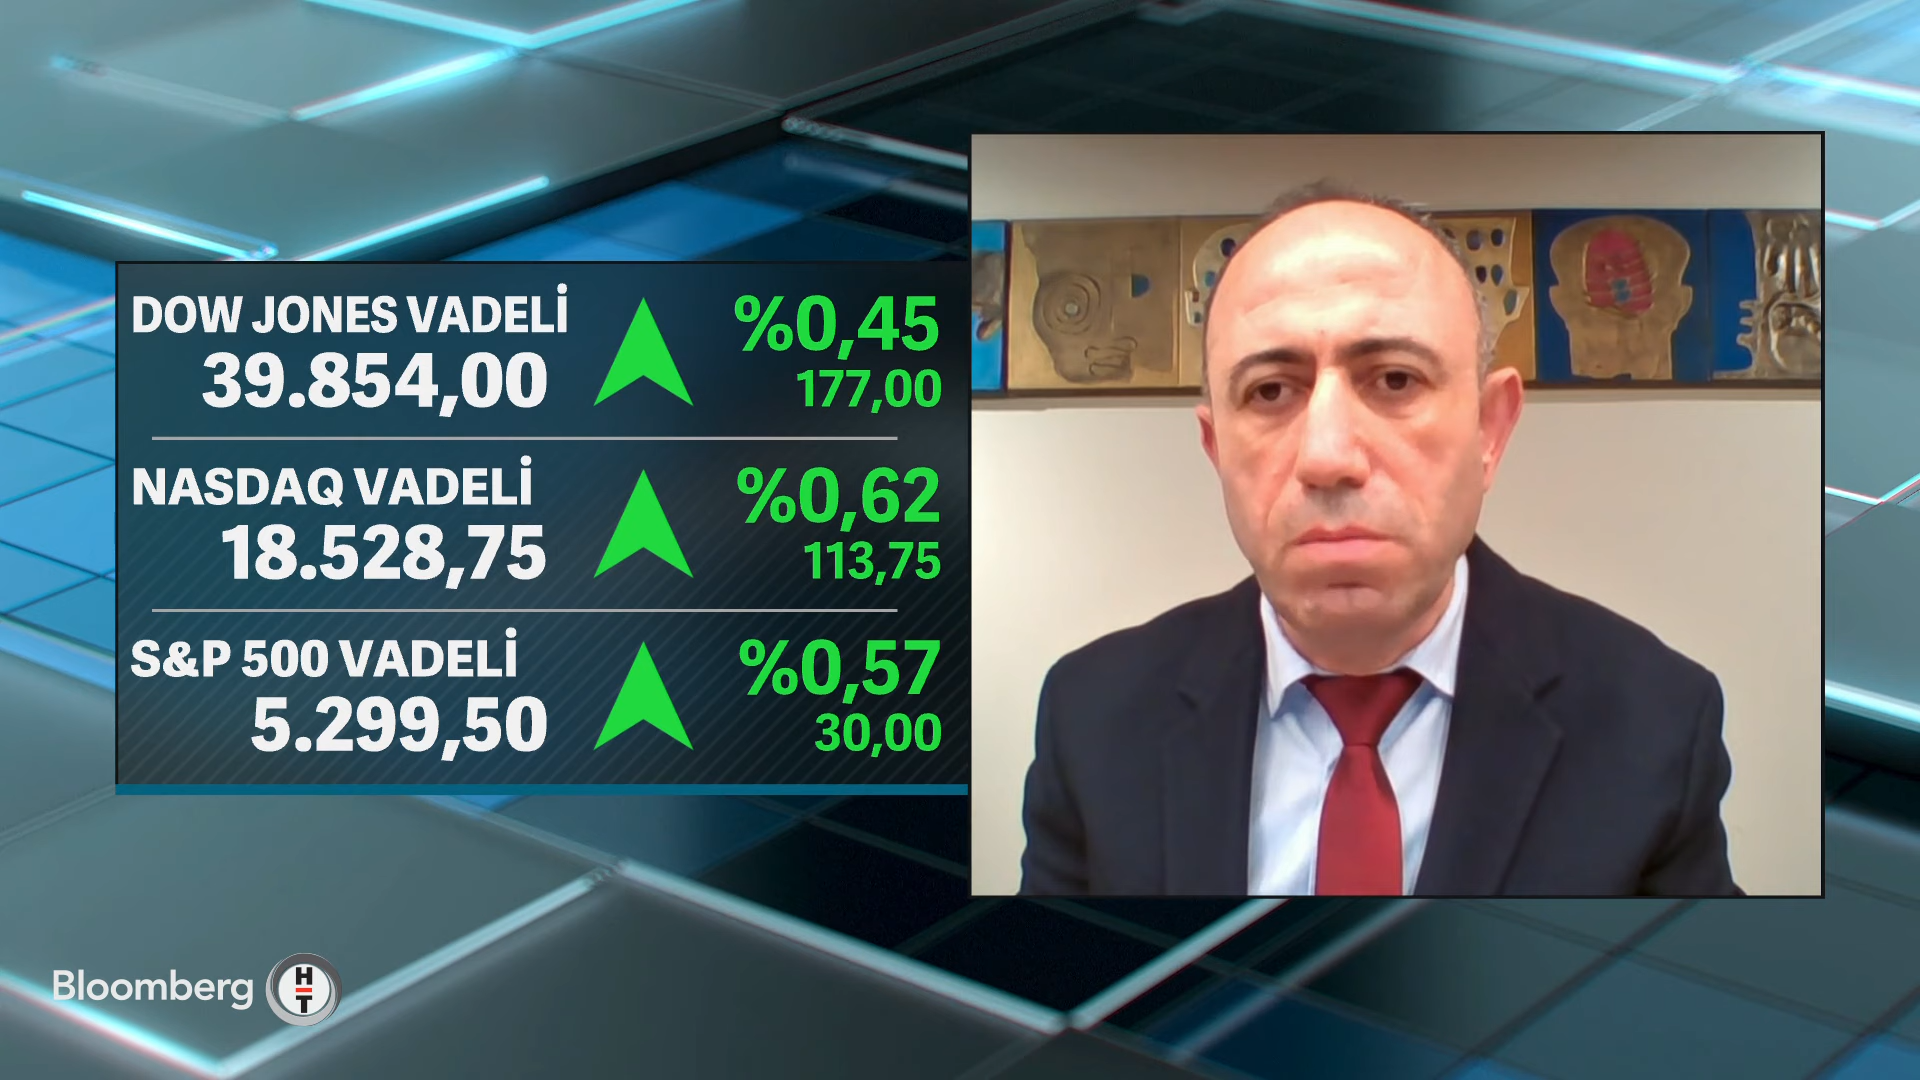 DOW JONES VADELİ
39.854,00
%0,45
177,00
NASDAQ VADELİ
18.528,75
%0,62
113,75
S&P 500 VADELİ
5.299,50
%0,57
30,00
Bloomberg HT